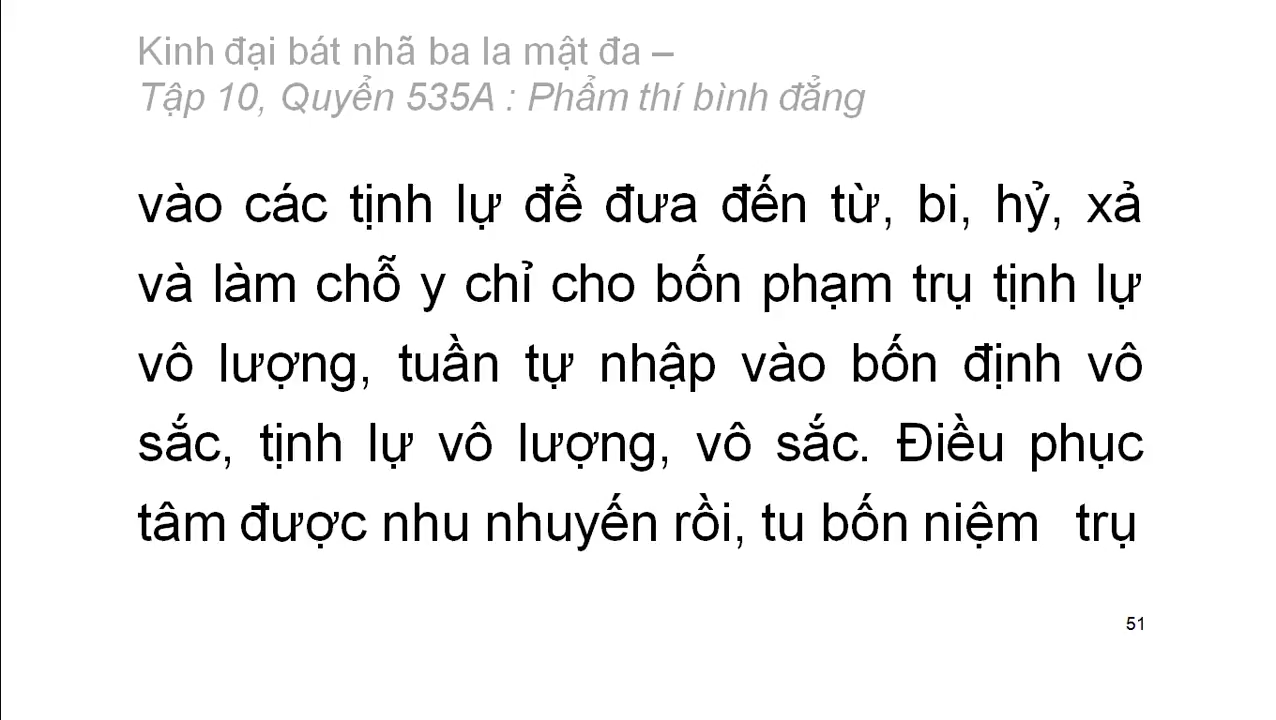 Kinh đại bát nhã ba la mật đa –
Tập 10, Quyển 535A : Phẩm thí bình đẳng
vào các tịnh lự để đưa đến từ, bi, hỷ, xả
và làm chỗ y chỉ cho bốn phạm trụ tịnh lự
vô lượng, tuần tự nhập vào bốn định vô
sắc, tịnh lự vô lượng, vô sắc. Điều phục
tâm được nhu nhuyến rồi, tu bốn niệm trụ
51